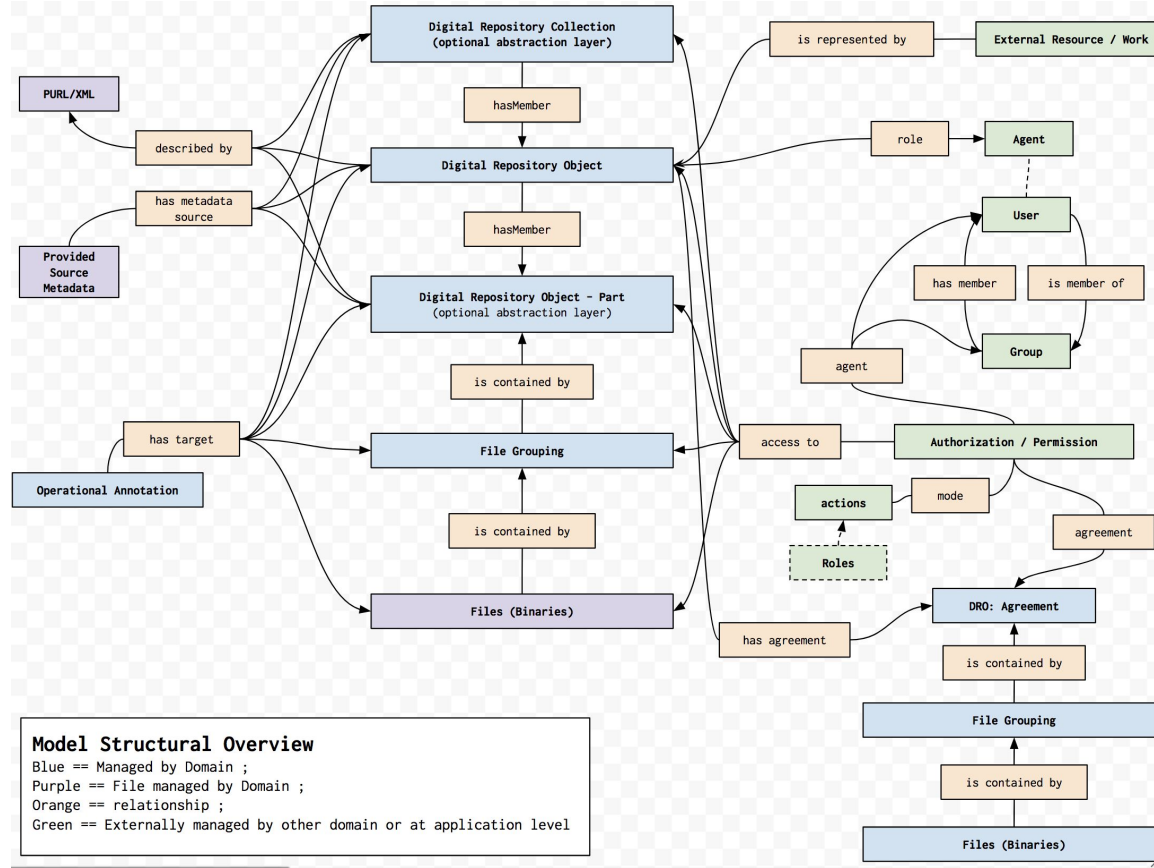 Digital Repository Collection
(optional abstraction layer)
is represented by
External Resource / Work
PURL/XML
hasMember
described by
role
Agent
Digital Repository Object
has metadata
source
User
hasMember
Provided
Source
Metadata
has member
is member of
Digital Repository Object - Part
(optional abstraction layer)
Group
agent
is contained by
has target
access to
Authorization / Permission
File Grouping
Operational Annotation
actions
mode
is contained by
agreement
Roles
Files (Binaries)
DRO: Agreement
has agreement
is contained by
File Grouping
is contained by
Files (Binaries)
Model Structural Overview
Blue == Managed by Domain ;
Purple == File managed by Domain ;
Orange == relationship ;
Green == Externally managed by other domain or at application level